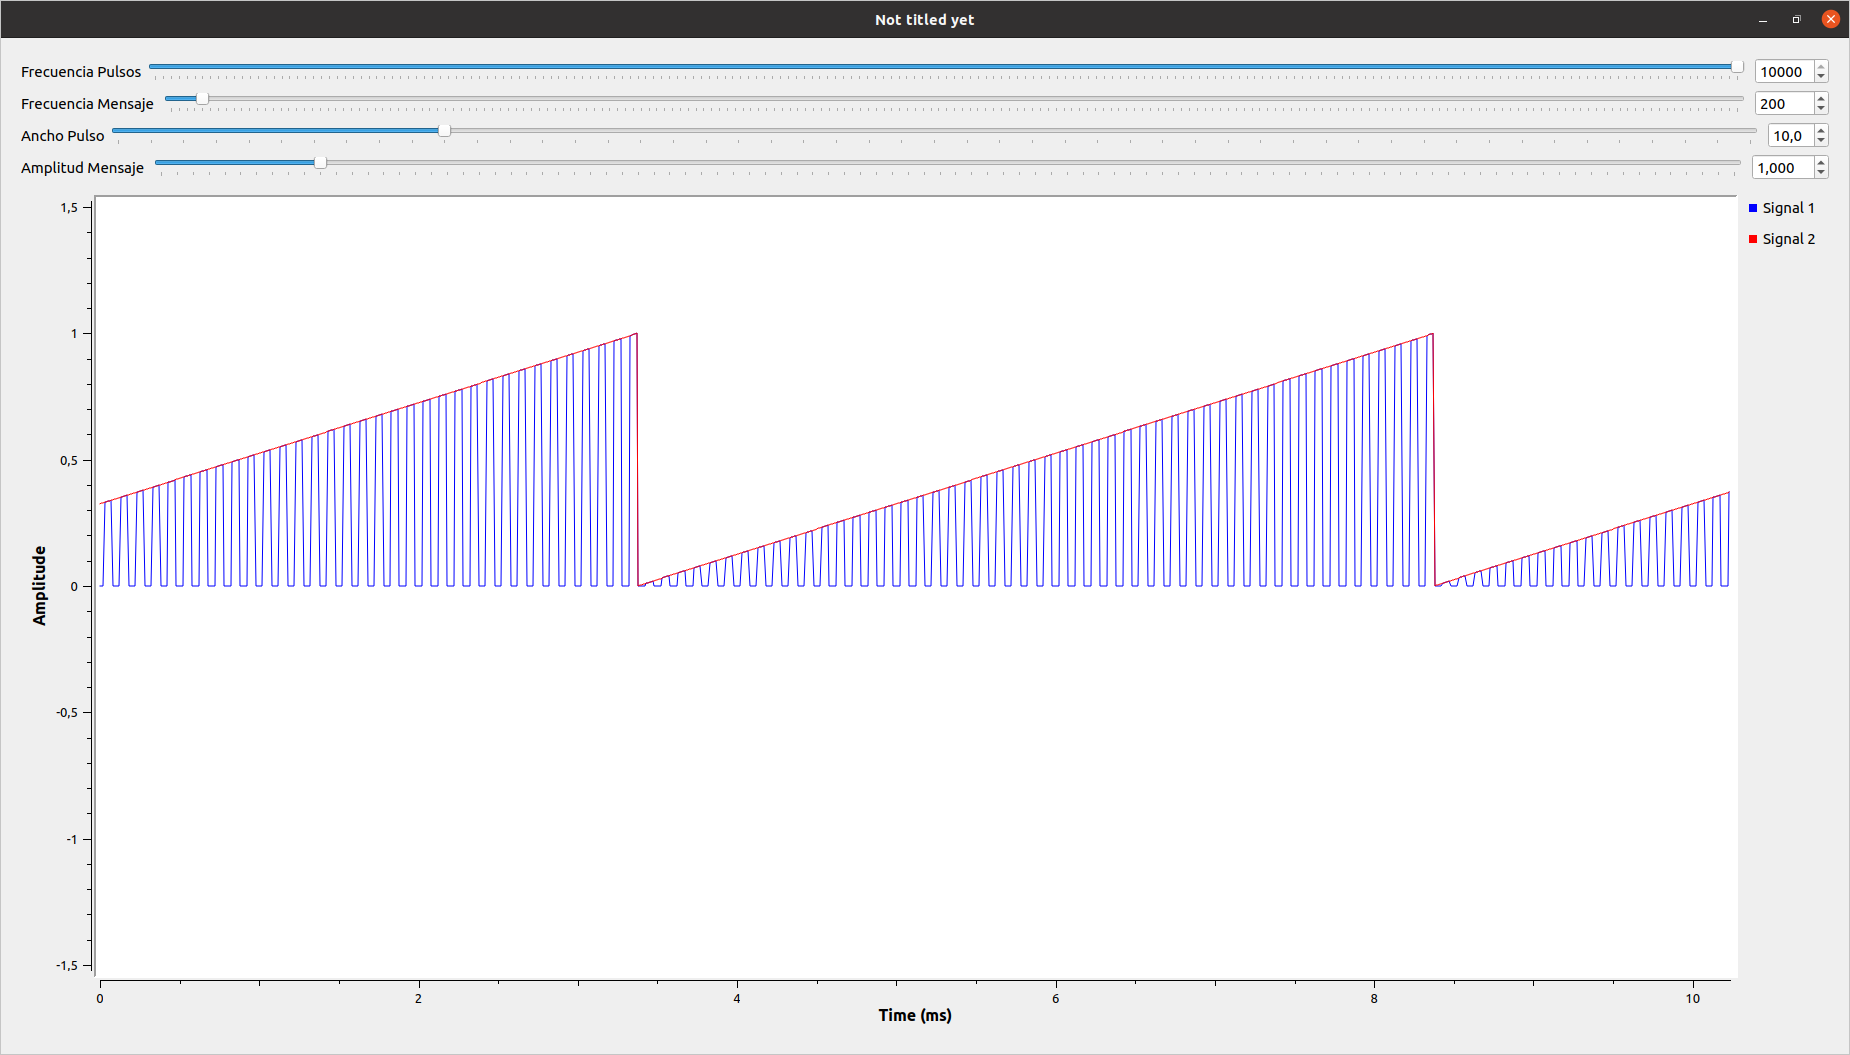 Not titled yet
Frecuencia Pulsos 10000
Frecuencia Mensaje 200
Ancho Pulso 10,0
Amplitud Mensaje 1,000
1,5
1
0,5
0
-0,5
-1
-1,5
Amplitude
0 2 4 6 8 10
Time (ms)
Signal 1
Signal 2